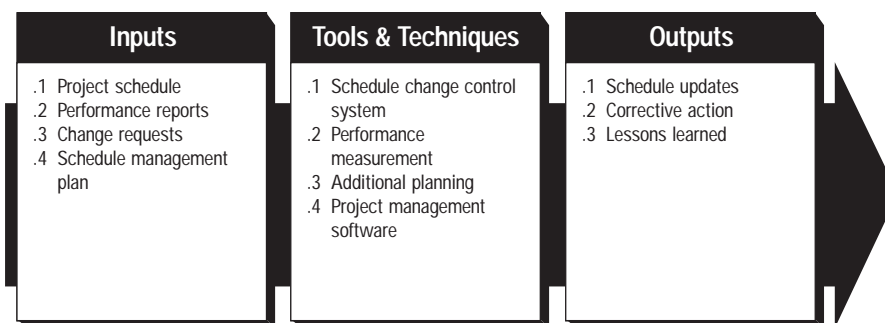 Inputs
.1 Project schedule
.2 Performance reports
.3 Change requests
.4 Schedule management
plan
Tools & Techniques
.1 Schedule change control
system
.2 Performance
measurement
.3 Additional planning
.4 Project management
software
Outputs
.1 Schedule updates
.2 Corrective action
.3 Lessons learned